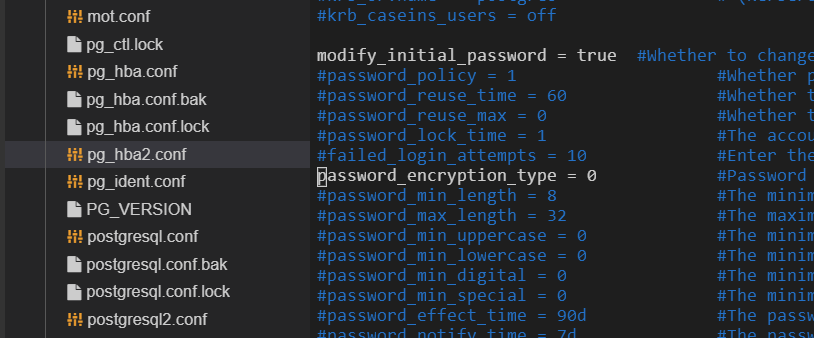 mot.conf
pg_ctl.lock
pg_hba.conf
pg_hba.conf.bak
pg_hba.conf.lock
pg_hba2.conf
pg_ident.conf
PG_VERSION
postgresql.conf
postgresql.conf.bak
postgresql.conf.lock
postgresql2.conf
#krb_caseins_users = off
modify_initial_password = true #Whether to change
#password_policy = 1 #Whether p
#password_reuse_time = 60 #Whether t
#password_reuse_max = 0 #Whether t
#password_lock_time = 1 #The accou
#failed_login_attempts = 10 #Enter the
password_encryption_type = 0 #Password
#password_min_length = 8 #The minim
#password_max_length = 32 #The maxim
#password_min_uppercase = 0 #The minim
#password_min_lowercase = 0 #The minim
#password_min_digital = 0 #The minim
#password_min_special = 0 #The minim
#password_effect_time = 90d #The passw
#password_notify_time = 7d #The passw